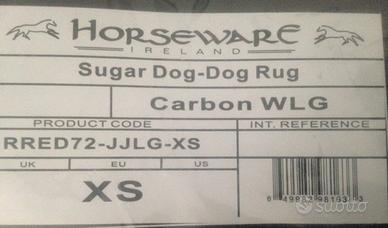 HORSEWARE
IRELAND
Sugar Dog-Dog Rug
Carbon WLG
PRODUCT CODE
INT. REFERENCE
RRED72-JJLG-XS
UK EU US
XS
subito